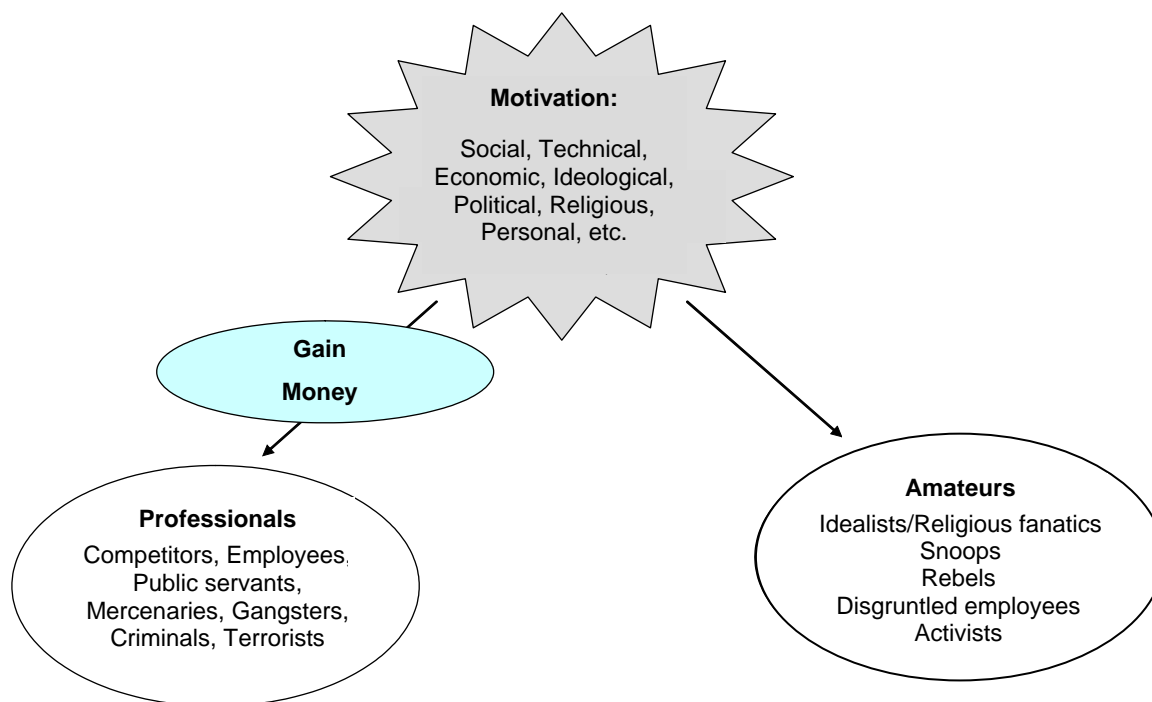 Motivation:
Social, Technical,
Economic, Ideological,
Political, Religious,
Personal, etc.
Gain
Money
Professionals
Competitors, Employees,
Public servants,
Mercenaries, Gangsters,
Criminals, Terrorists
Amateurs
Idealists/Religious fanatics
Snoops
Rebels
Disgruntled employees
Activists